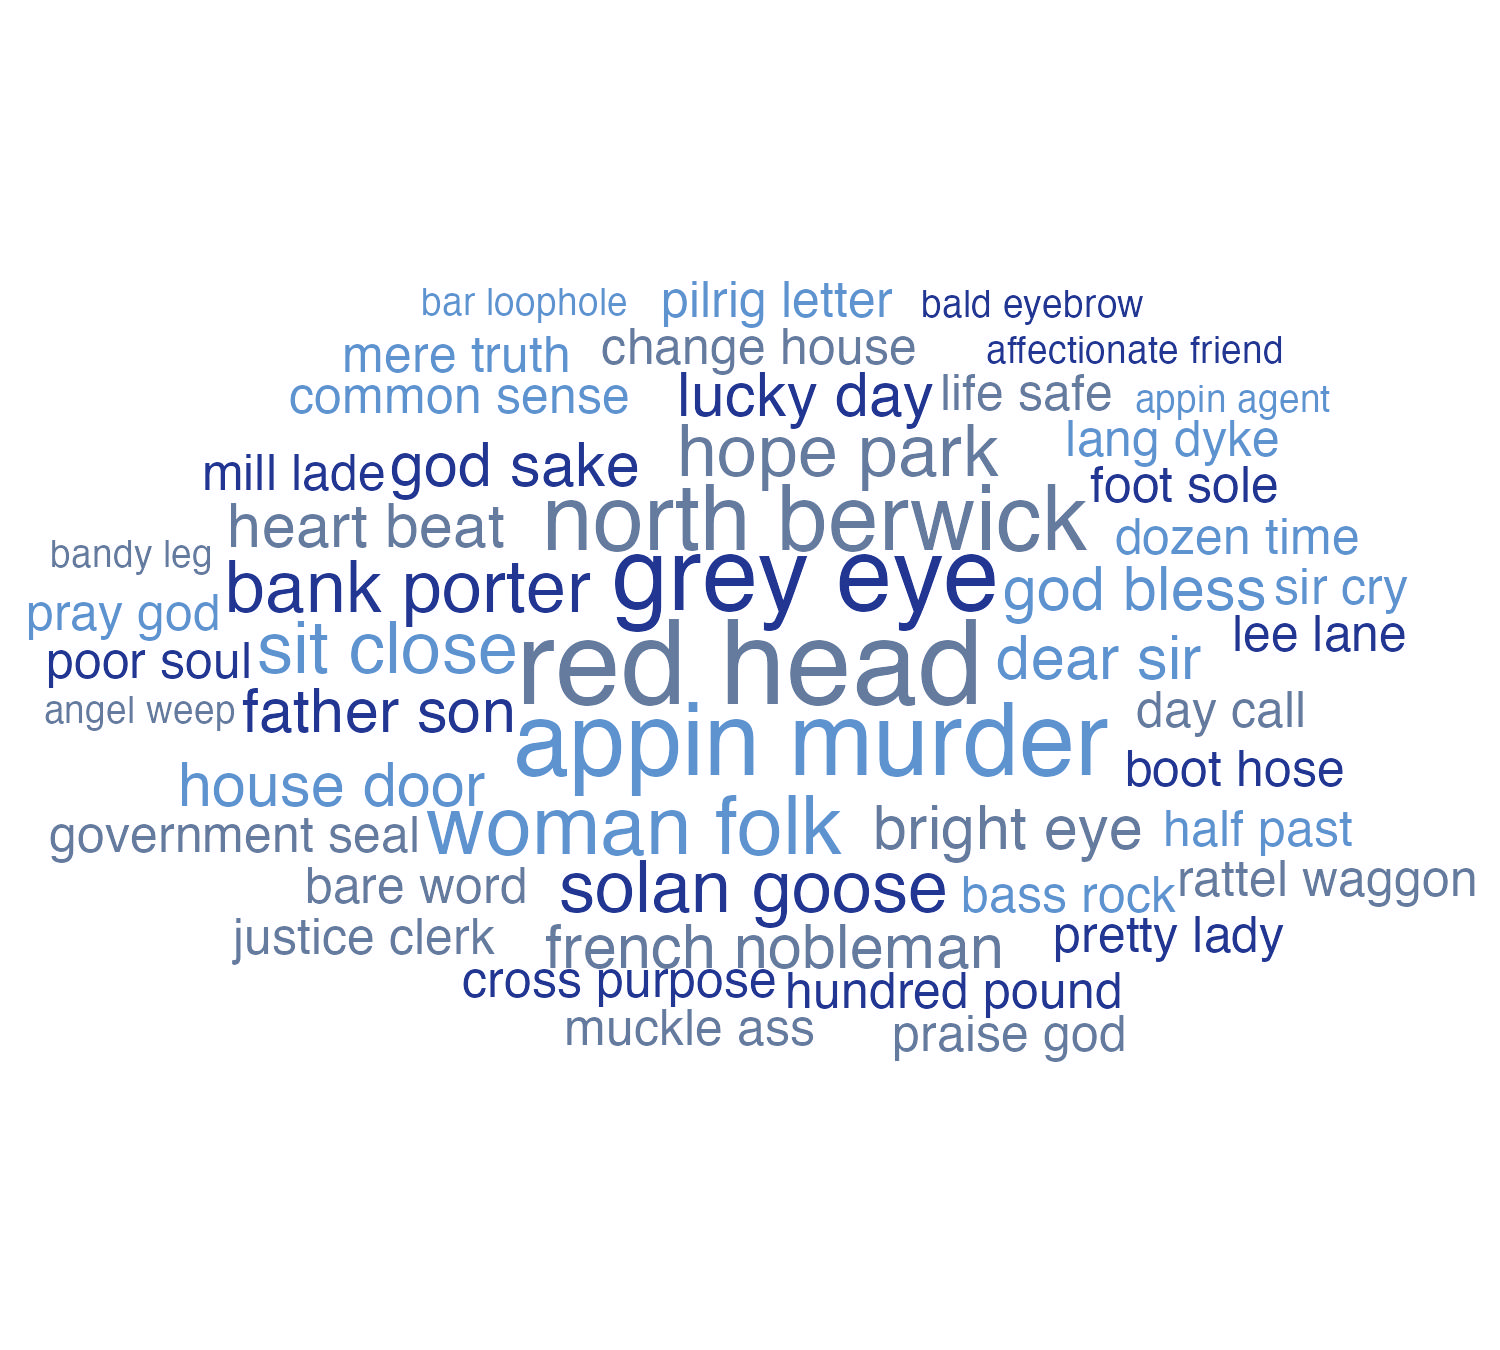 bar loophole
pilrig letter
bald eyebrow
mere truth
change house
affectionate friend
common sense
lucky day
life safe
appin agent
hope park
lang dyke
mill lade
god sake
foot sole
north berwick
heart beat
dozen time
bandy leg
bank porter
grey eye
god bless
sir cry
pray god
lee lane
poor soul
sit close
red head
dear sir
angel weep
father son
day call
appin murder
boot hose
house door
government seal
woman folk
bright eye
half past
bare word
solan goose
bass rock
rattel waggon
justice clerk
french nobleman
pretty lady
cross purpose
hundred pound
muckle ass
praise god